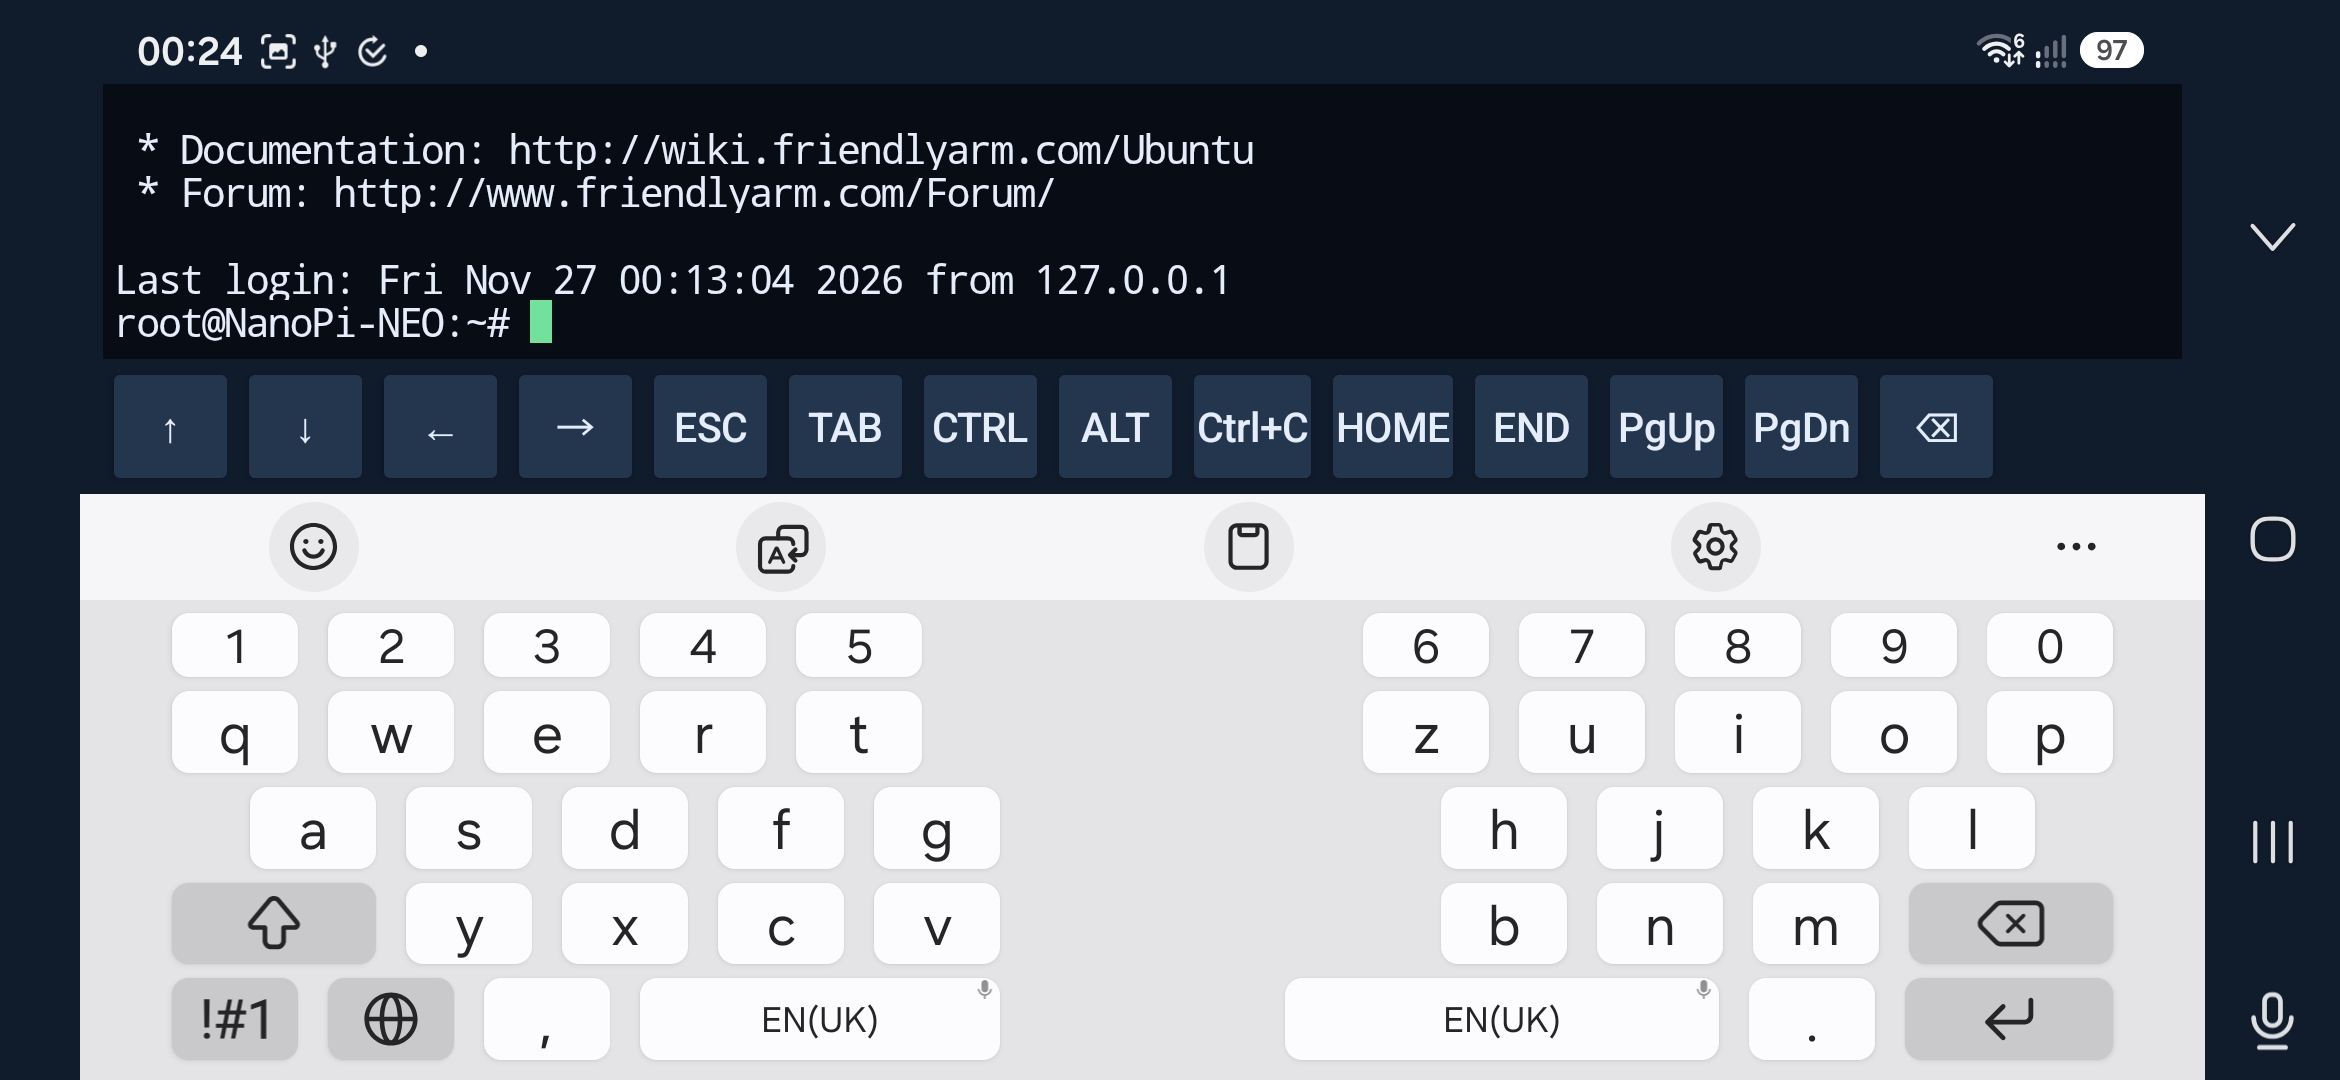 00:24
6
97
* Documentation: http://wiki.friendlyarm.com/Ubuntu
* Forum: http://www.friendlyarm.com/Forum/
Last login: Fri Nov 27 00:13:04 2026 from 127.0.0.1
root@NanoPi-NEO:~#
↑ ↓ ← → ESC TAB CTRL ALT Ctrl+C HOME END PgUp PgDn ⌫
A
1 2 3 4 5 6 7 8 9 0
q w e r t z u i o p
a s d f g h j k l
y x c v b n m
!#1 , EN(UK) EN(UK) .